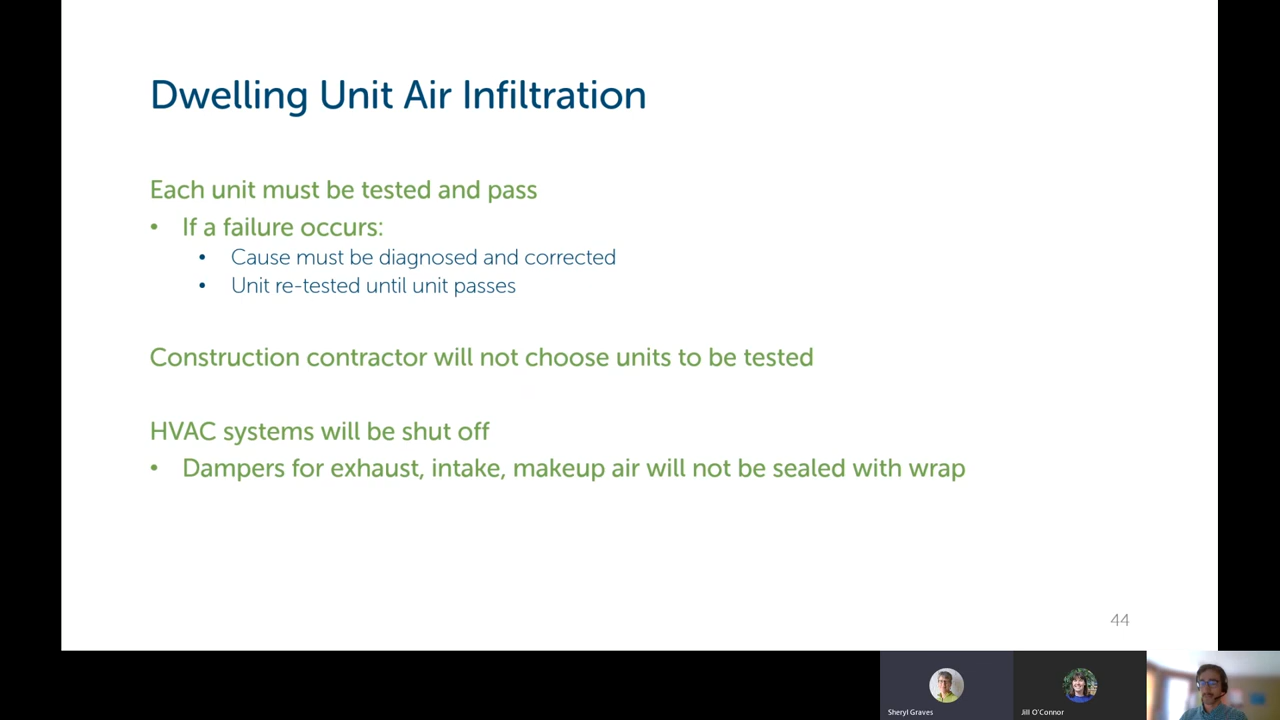 Dwelling Unit Air Infiltration
Each unit must be tested and pass
• If a failure occurs:
• Cause must be diagnosed and corrected
• Unit re-tested until unit passes
Construction contractor will not choose units to be tested
HVAC systems will be shut off
• Dampers for exhaust, intake, makeup air will not be sealed with wrap
44
Sheryl Graves
Jill O'Connor